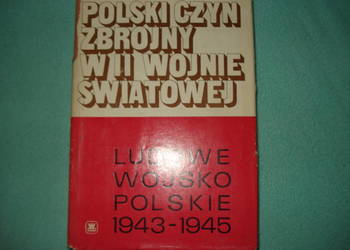 POLSKI CZYN
ZBROJNY
W II WOJNIE
ŚWIATOWEJ
LUDOWE
WOJSKO
POLSKIE
1943-1945